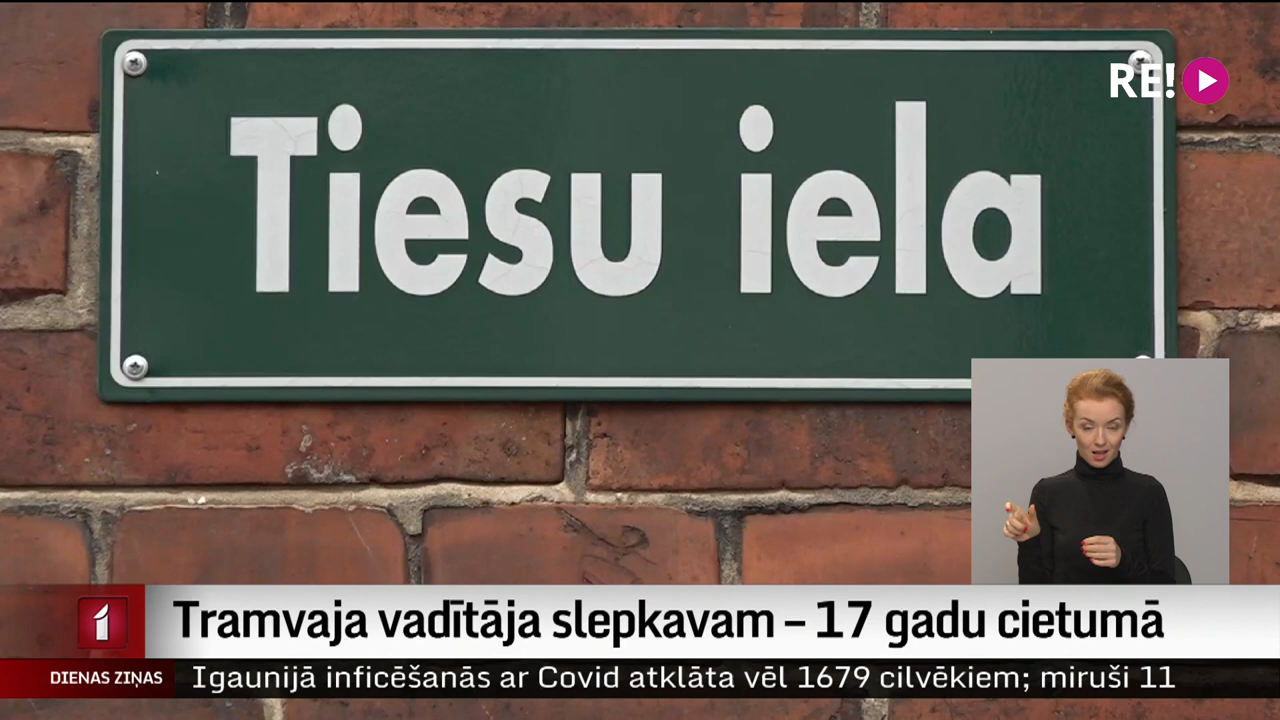 RE!
Tiesu iela
1
Tramvaja vadītāja slepkavam – 17 gadu cietumā
DIENAS ZIŅAS
Igaunijā inficēšanās ar Covid atklāta vēl 1679 cilvēkiem; miruši 11